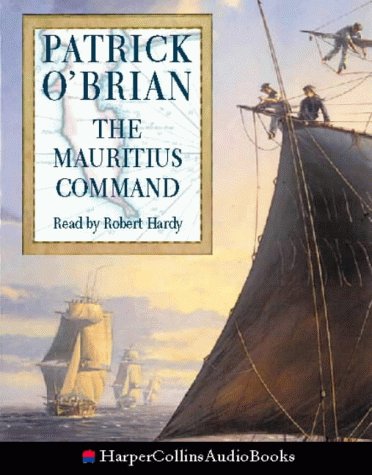 PATRICK
O'BRIAN
THE
MAURITIUS
COMMAND
Read by Robert Hardy
HarperCollinsAudioBooks